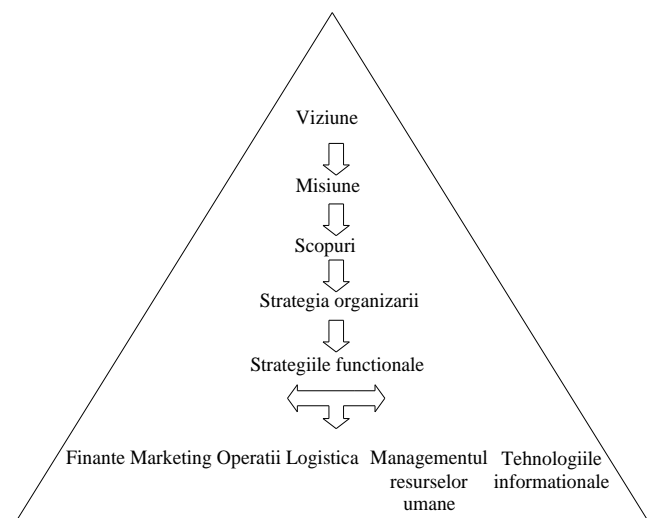 Viziune
Misiune
Scopuri
Strategia organizarii
Strategiile functionale
Finante Marketing Operatii Logistica Managementul resurselor umane Tehnologiile informationale